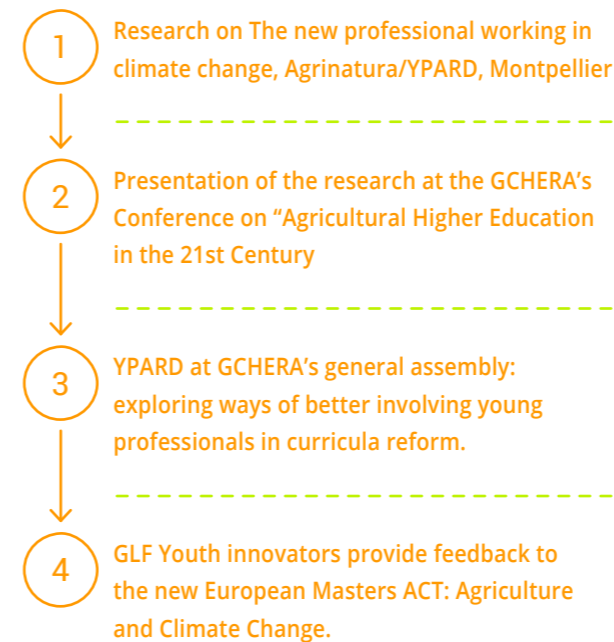 1
Research on The new professional working in
climate change, Agrinatura/YPARD, Montpellier
2
Presentation of the research at the GCHERA’s
Conference on “Agricultural Higher Education
in the 21st Century
3
YPARD at GCHERA’s general assembly:
exploring ways of better involving young
professionals in curricula reform.
4
GLF Youth innovators provide feedback to
the new European Masters ACT: Agriculture
and Climate Change.